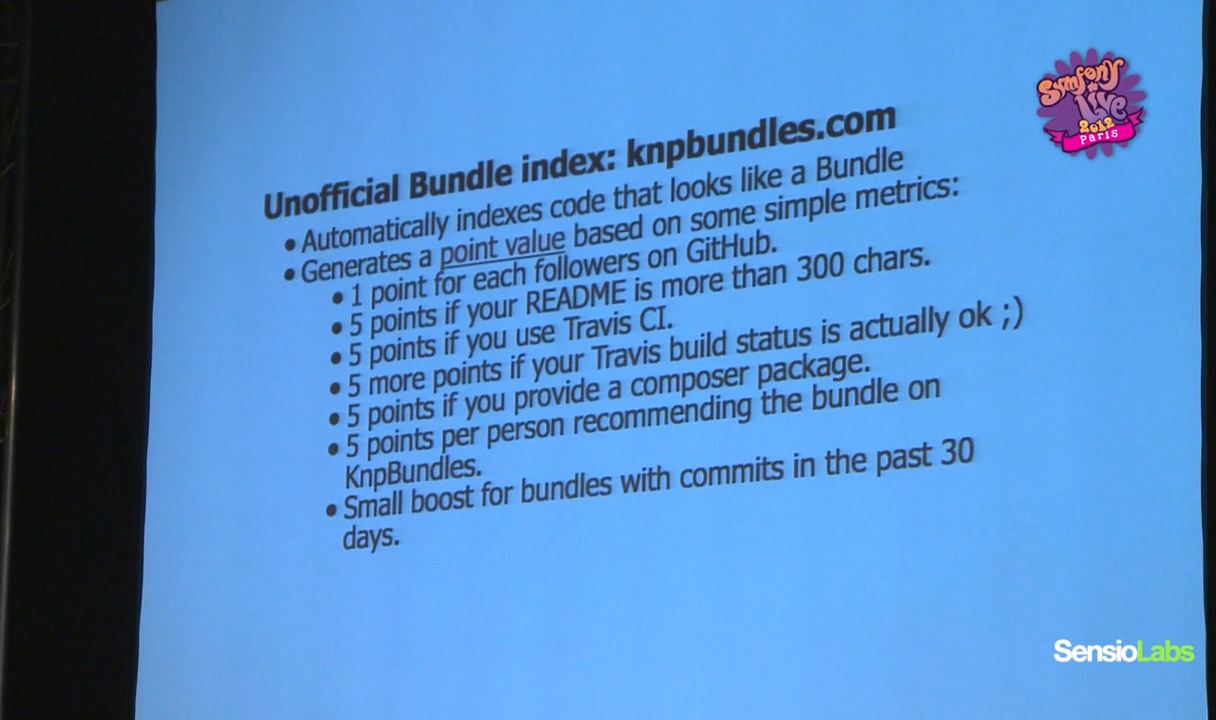 Unofficial Bundle index: knpbundles.com
• Automatically indexes code that looks like a Bundle
• Generates a point value based on some simple metrics:
• 1 point for each followers on GitHub.
• 5 points if your README is more than 300 chars.
• 5 points if you use Travis CI.
• 5 more points if your Travis build status is actually ok ;)
• 5 points if you provide a composer package.
• 5 points per person recommending the bundle on
KnpBundles.
• Small boost for bundles with commits in the past 30
days.
Symfony
Live
2012
Paris
SensioLabs